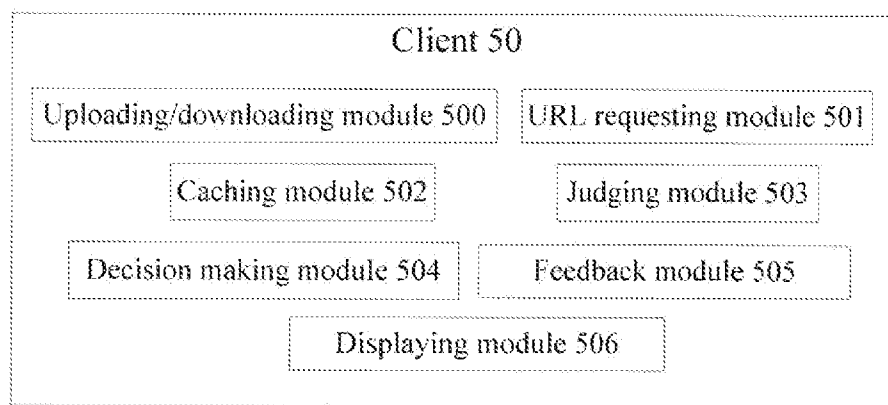 Client 50
Uploading/downloading module 500
URL requesting module 501
Caching module 502
Judging module 503
Decision making module 504
Feedback module 505
Displaying module 506